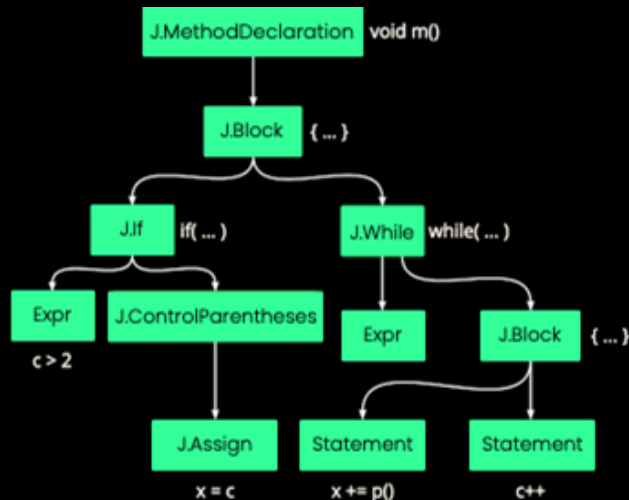 J.MethodDeclaration void m()
J.Block { ... }
J.If if( ... ) J.While while( ... )
Expr J.ControlParentheses Expr J.Block { ... }
c > 2
J.Assign Statement Statement
x = c x += p() c++